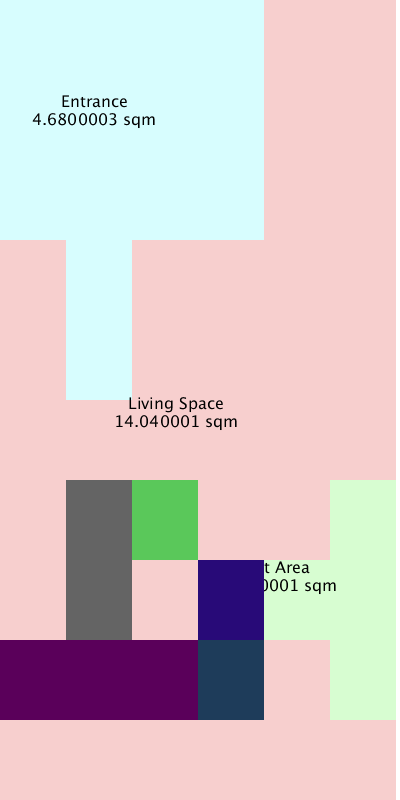 Entrance
4.6800003 sqm
Living Space
14.040001 sqm
t Area
0001 sqm